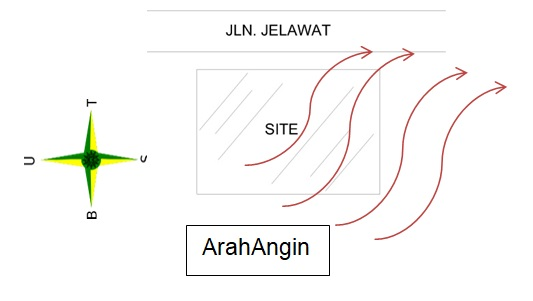 JLN. JELAWAT
T
SITE
U
B
ArahAngin